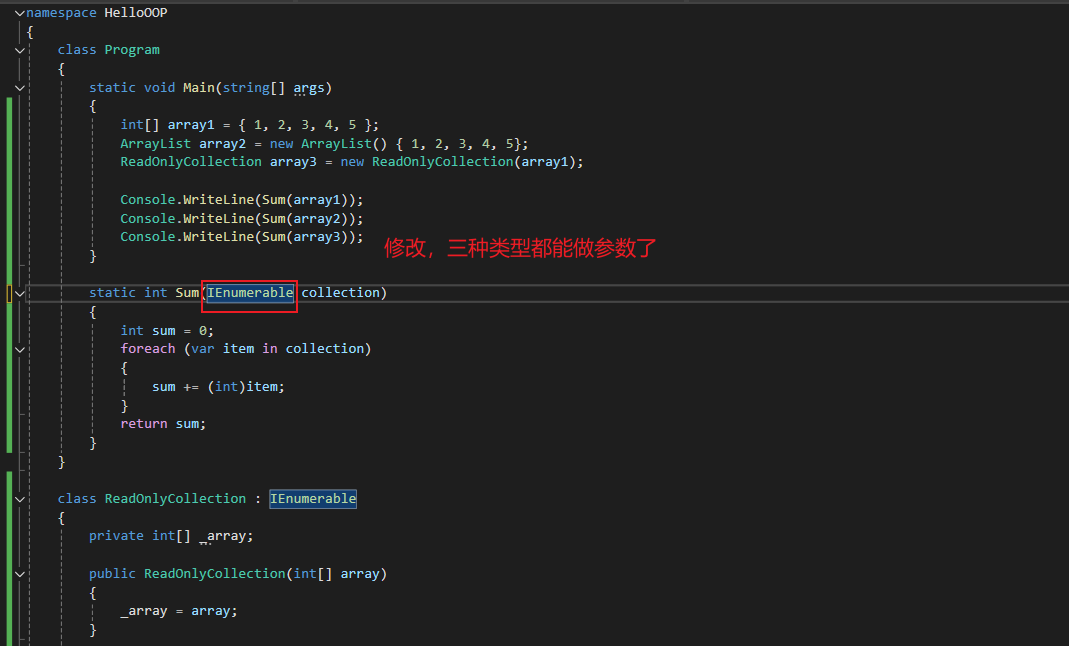 namespace HelloOOP
{
class Program
{
static void Main(string[] args)
{
int[] array1 = { 1, 2, 3, 4, 5 };
ArrayList array2 = new ArrayList() { 1, 2, 3, 4, 5};
ReadOnlyCollection array3 = new ReadOnlyCollection(array1);
Console.WriteLine(Sum(array1));
Console.WriteLine(Sum(array2));
Console.WriteLine(Sum(array3));
修改，三种类型都能做参数了
}
static int Sum(IEnumerable collection)
{
int sum = 0;
foreach (var item in collection)
{
sum += (int)item;
}
return sum;
}
}
class ReadOnlyCollection : IEnumerable
{
private int[] _array;
public ReadOnlyCollection(int[] array)
{
_array = array;
}